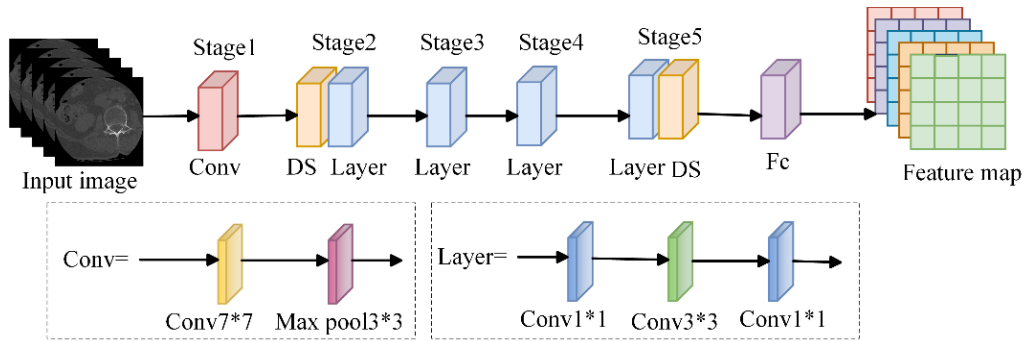 Stage1
Stage2
Stage3
Stage4
Stage5
Input image
Conv
DS
Layer
Layer
Layer
Layer
DS
Fc
Feature map
Conv=
Conv7*7
Max pool3*3
Layer=
Conv1*1
Conv3*3
Conv1*1